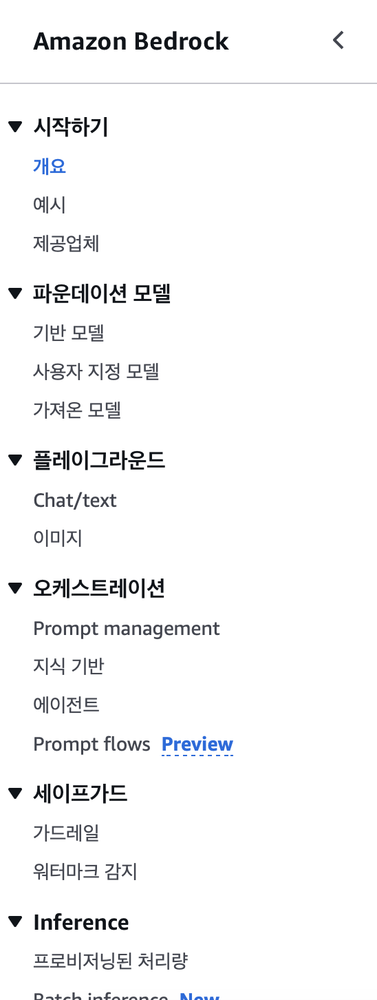 Amazon Bedrock
시작하기
개요
예시
제공업체
파운데이션 모델
기반 모델
사용자 지정 모델
가져온 모델
플레이그라운드
Chat/text
이미지
오케스트레이션
Prompt management
지식 기반
에이전트
Prompt flows Preview
세이프가드
가드레일
워터마크 감지
Inference
프로비저닝된 처리량
Batch inference New